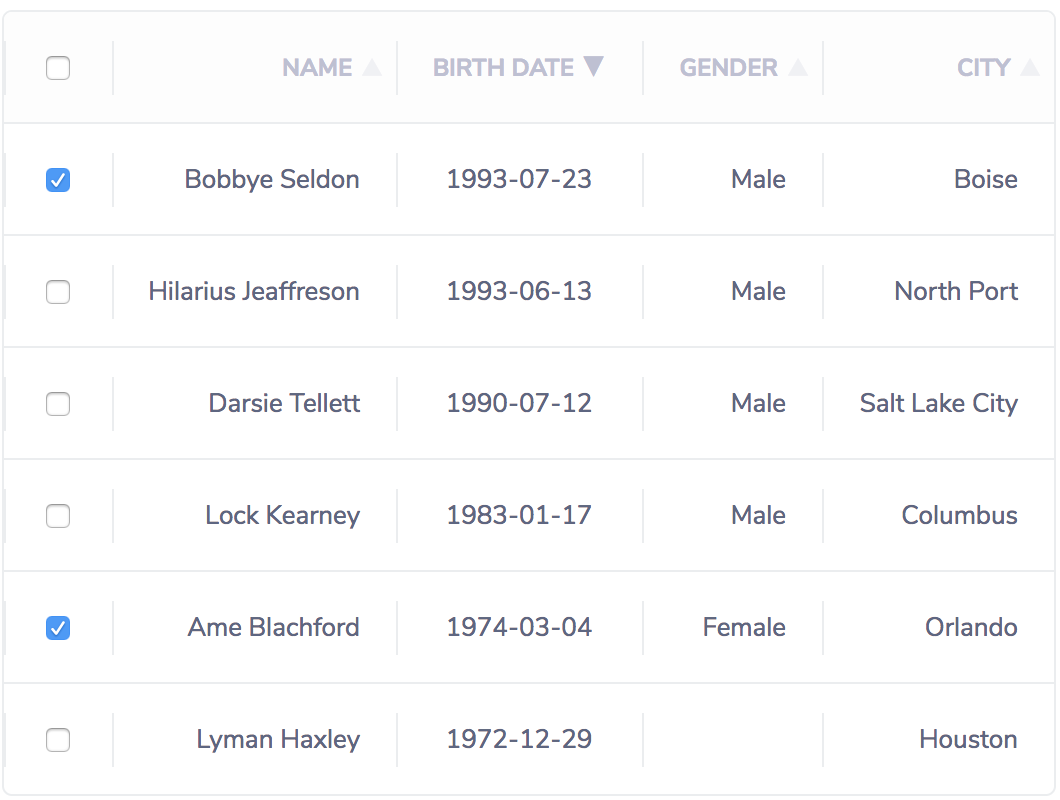 NAME BIRTH DATE GENDER CITY
Bobbye Seldon 1993-07-23 Male Boise
Hilarius Jeaffreson 1993-06-13 Male North Port
Darsie Tellett 1990-07-12 Male Salt Lake City
Lock Kearney 1983-01-17 Male Columbus
Ame Blachford 1974-03-04 Female Orlando
Lyman Haxley 1972-12-29 Houston